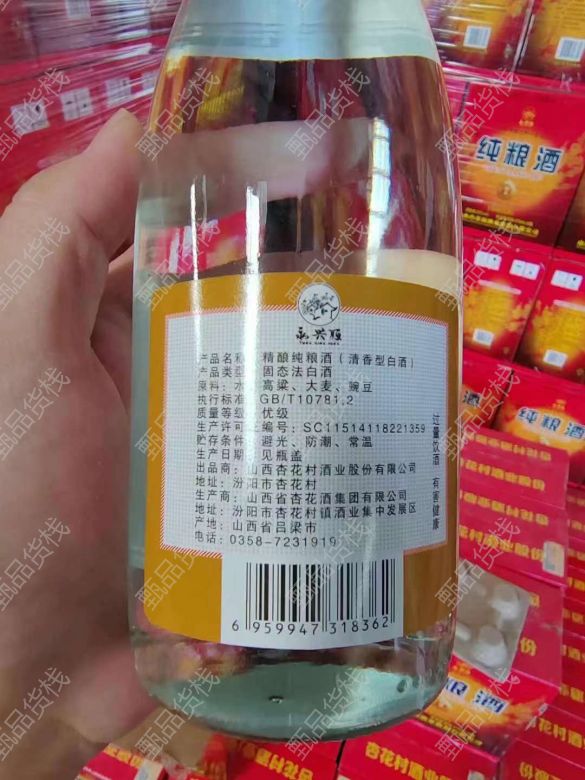 永兴顺
YONG XING SHUN
产品名称：精酿纯粮酒（清香型白酒）
产品类型：固态法白酒
原料：水、高粱、大麦、豌豆
执行标准：GB/T10781.2
质量等级：优级
生产许可证编号：SC11514118221359
贮存条件：避光、防潮、常温
生产日期：见瓶盖
出品商：山西杏花村酒业股份有限公司
地址：汾阳市杏花村
生产商：山西省杏花酒集团有限公司
地址：汾阳市杏花村镇酒业集中发展区
产地：山西省吕梁市
电话：0358-7231919
过量饮酒 有害健康
6 959947 318362
纯粮酒
纯粮酒
杏花村酒
甄品货栈